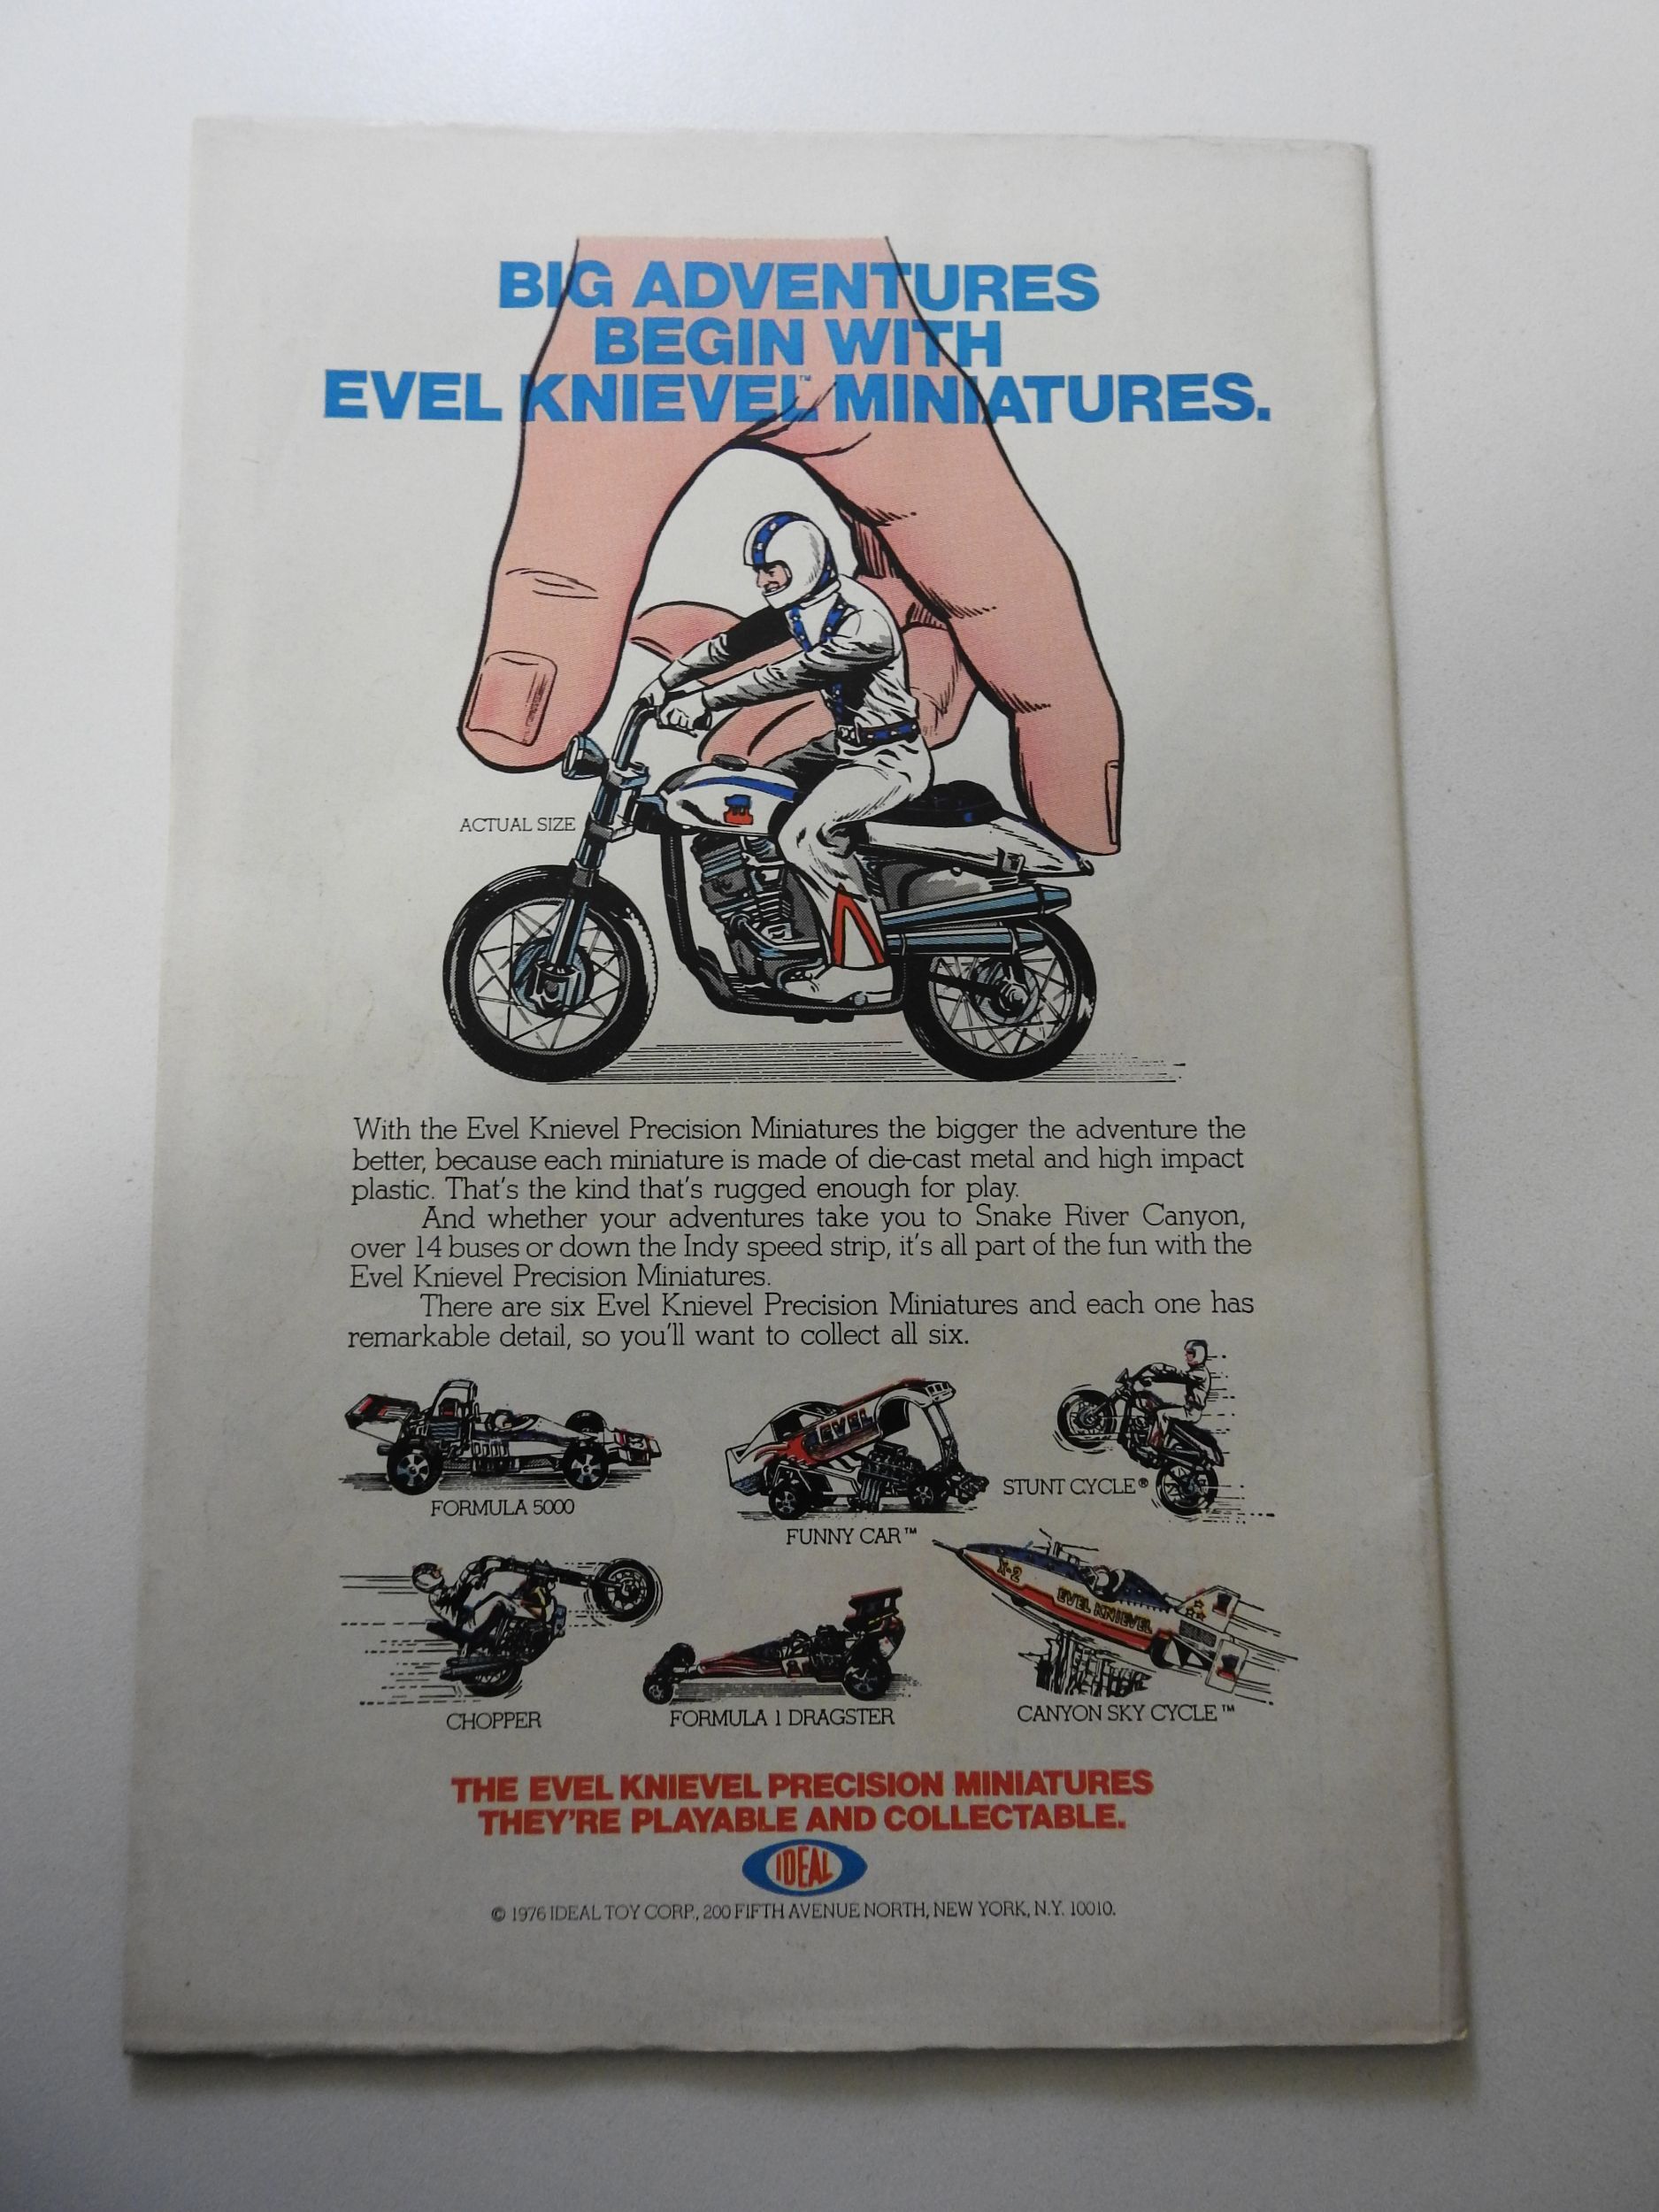 BIG ADVENTURES
BEGIN WITH
EVEL KNIEVEL™ MINIATURES.
ACTUAL SIZE
With the Evel Knievel Precision Miniatures the bigger the adventure the
better, because each miniature is made of die-cast metal and high impact
plastic. That's the kind that's rugged enough for play.
And whether your adventures take you to Snake River Canyon,
over 14 buses or down the Indy speed strip, it's all part of the fun with the
Evel Knievel Precision Miniatures.
There are six Evel Knievel Precision Miniatures and each one has
remarkable detail, so you'll want to collect all six.
EVEL
FORMULA 5000
FUNNY CAR™
STUNT CYCLE®
X-2
EVEL KNIEVEL
CHOPPER
FORMULA 1 DRAGSTER
CANYON SKY CYCLE™
THE EVEL KNIEVEL PRECISION MINIATURES
THEY'RE PLAYABLE AND COLLECTABLE.
IDEAL
© 1976 IDEAL TOY CORP., 200 FIFTH AVENUE NORTH, NEW YORK, N.Y. 10010.